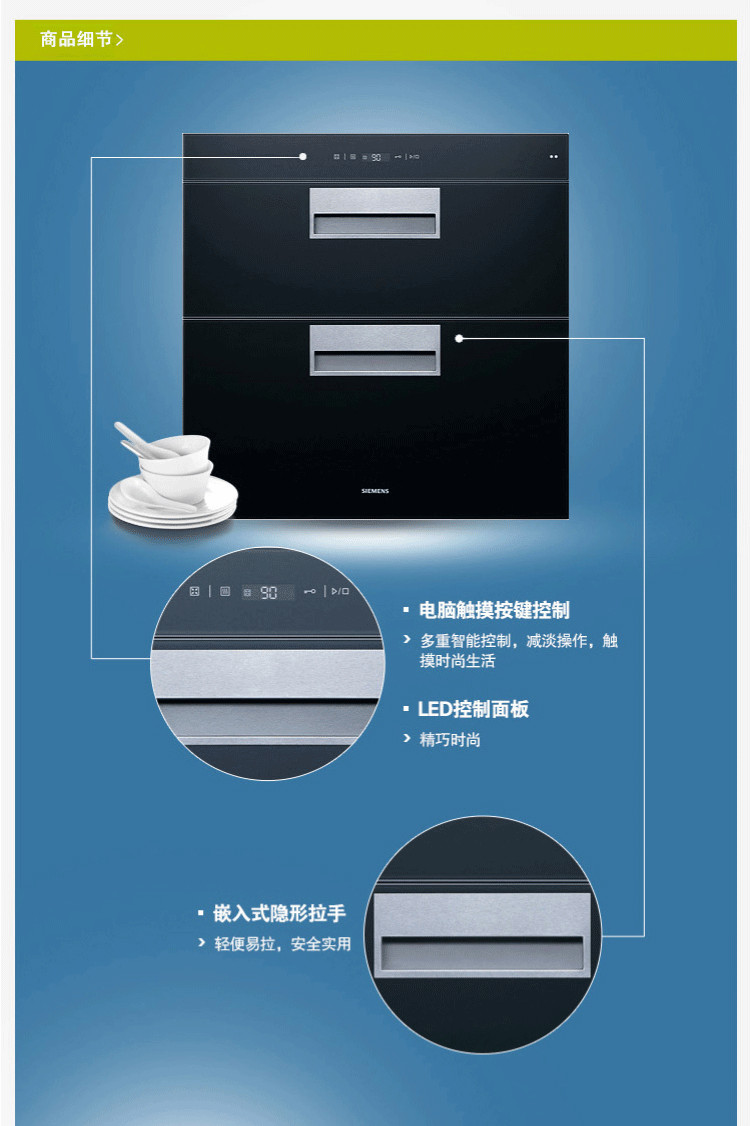 商品细节>
90
SIEMENS
90
电脑触摸按键控制
多重智能控制，减淡操作，触
摸时尚生活
LED控制面板
精巧时尚
嵌入式隐形拉手
轻便易拉，安全实用